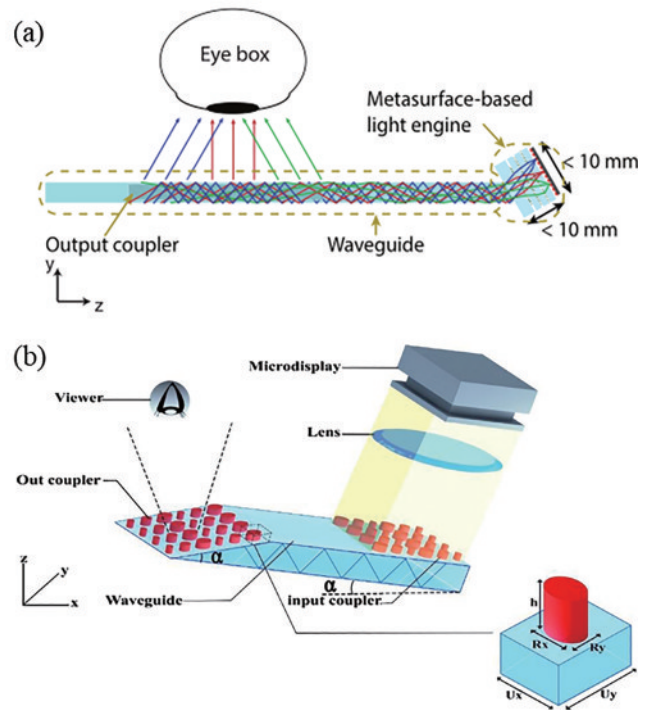 (a)
Eye box
Metasurface-based
light engine
< 10 mm
< 10 mm
Output coupler
Waveguide
y
z
(b)
Microdisplay
Viewer
Lens
Out coupler
α
α
z
y
x
Waveguide
input coupler
h
Rx
Ry
Ux
Uy